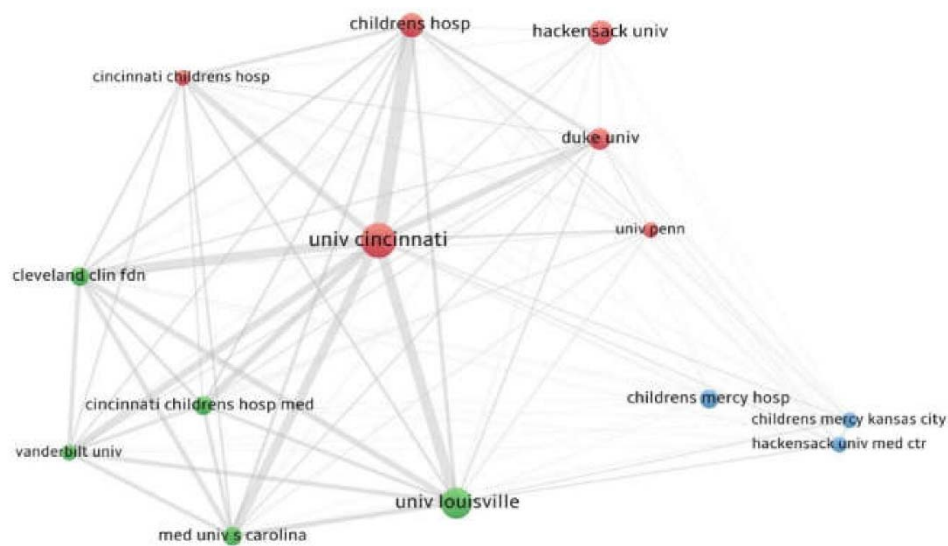 childrens hosp
hackensack univ
cincinnati childrens hosp
duke univ
univ penn
univ cincinnati
cleveland clin fdn
childrens mercy hosp
cincinnati childrens hosp med
childrens mercy kansas city
hackensack univ med ctr
vanderbilt univ
univ louisville
med univ s carolina